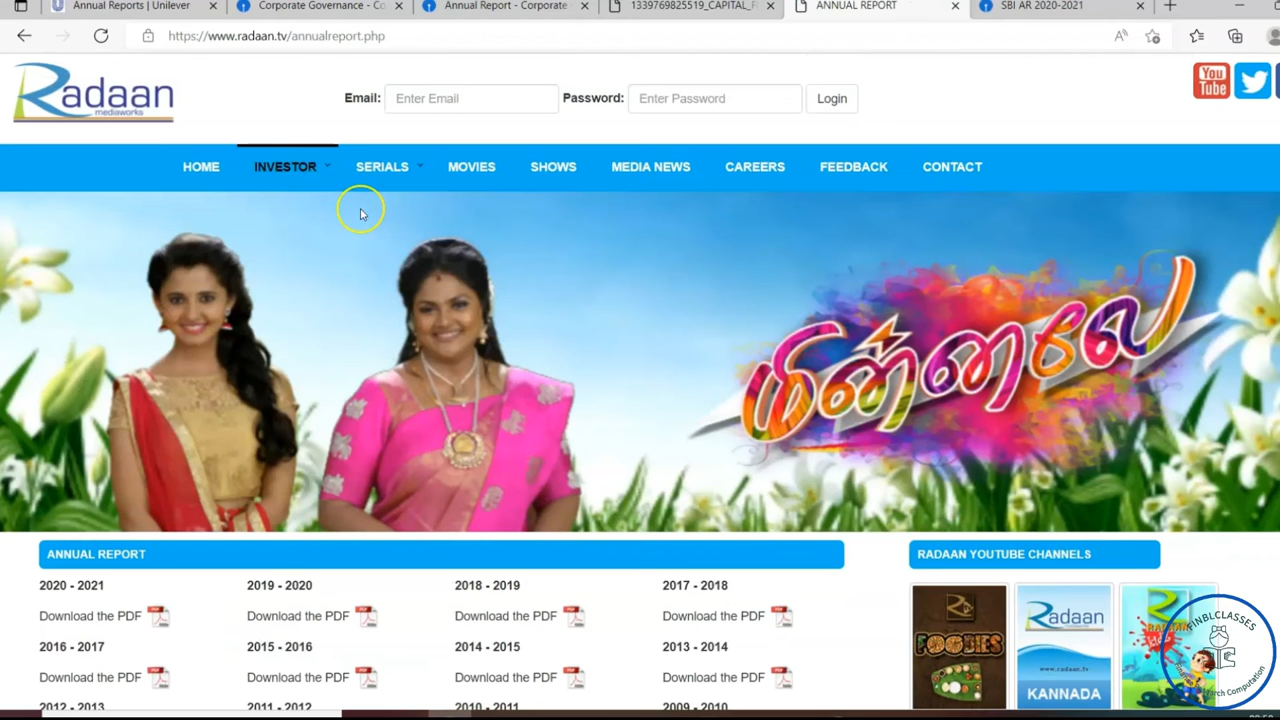 Annual Reports | Unilever
Corporate Governance - Co
Annual Report - Corporate
1339769825519_CAPITAL_F
ANNUAL REPORT
SBI AR 2020-2021
https://www.radaan.tv/annualreport.php
Radaan
mediaworks
Email: Enter Email Password: Enter Password Login
You
Tube
HOME INVESTOR SERIALS MOVIES SHOWS MEDIA NEWS CAREERS FEEDBACK CONTACT
மின்னலே
ANNUAL REPORT
RADAAN YOUTUBE CHANNELS
2020 - 2021 2019 - 2020 2018 - 2019 2017 - 2018
Download the PDF Download the PDF Download the PDF Download the PDF
2016 - 2017 2015 - 2016 2014 - 2015 2013 - 2014
Download the PDF Download the PDF Download the PDF Download the PDF
2012 - 2013 2011 - 2012 2010 - 2011 2009 - 2010
FOODIES
Radaan
mediaworks
www.radaan.tv
KANNADA
FINBLCLASSES